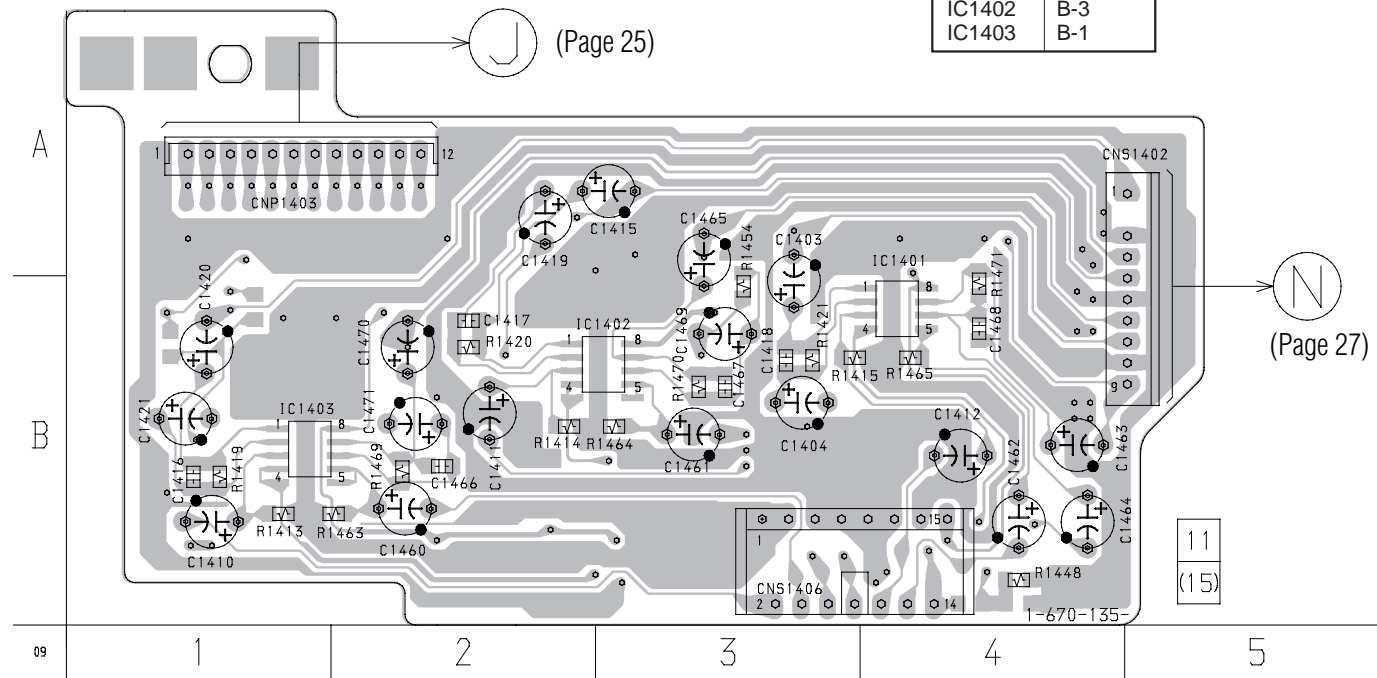 IC1402 B-3
IC1403 B-1
J (Page 25)
A
1 12
CNP1403
CNS1402
1
C1415
C1419
C1465
R1454
C1403
IC1401
R1471
C1420
1 8
4 5
N
(Page 27)
C1470
C1417
R1420
IC1402
1 8
4 5
C1469
C1418
R1421
C1468
R1470
C1467
R1415
R1465
9
B
C1421
IC1403
1 8
4 5
C1471
C1411
R1414
R1464
C1461
C1404
C1412
C1462
C1463
C1416
R1419
R1469
C1466
R1413
R1463
C1410
C1460
C1464
1 15
CNS1406
2 14
R1448
1-670-135-
11
(15)
09 1 2 3 4 5